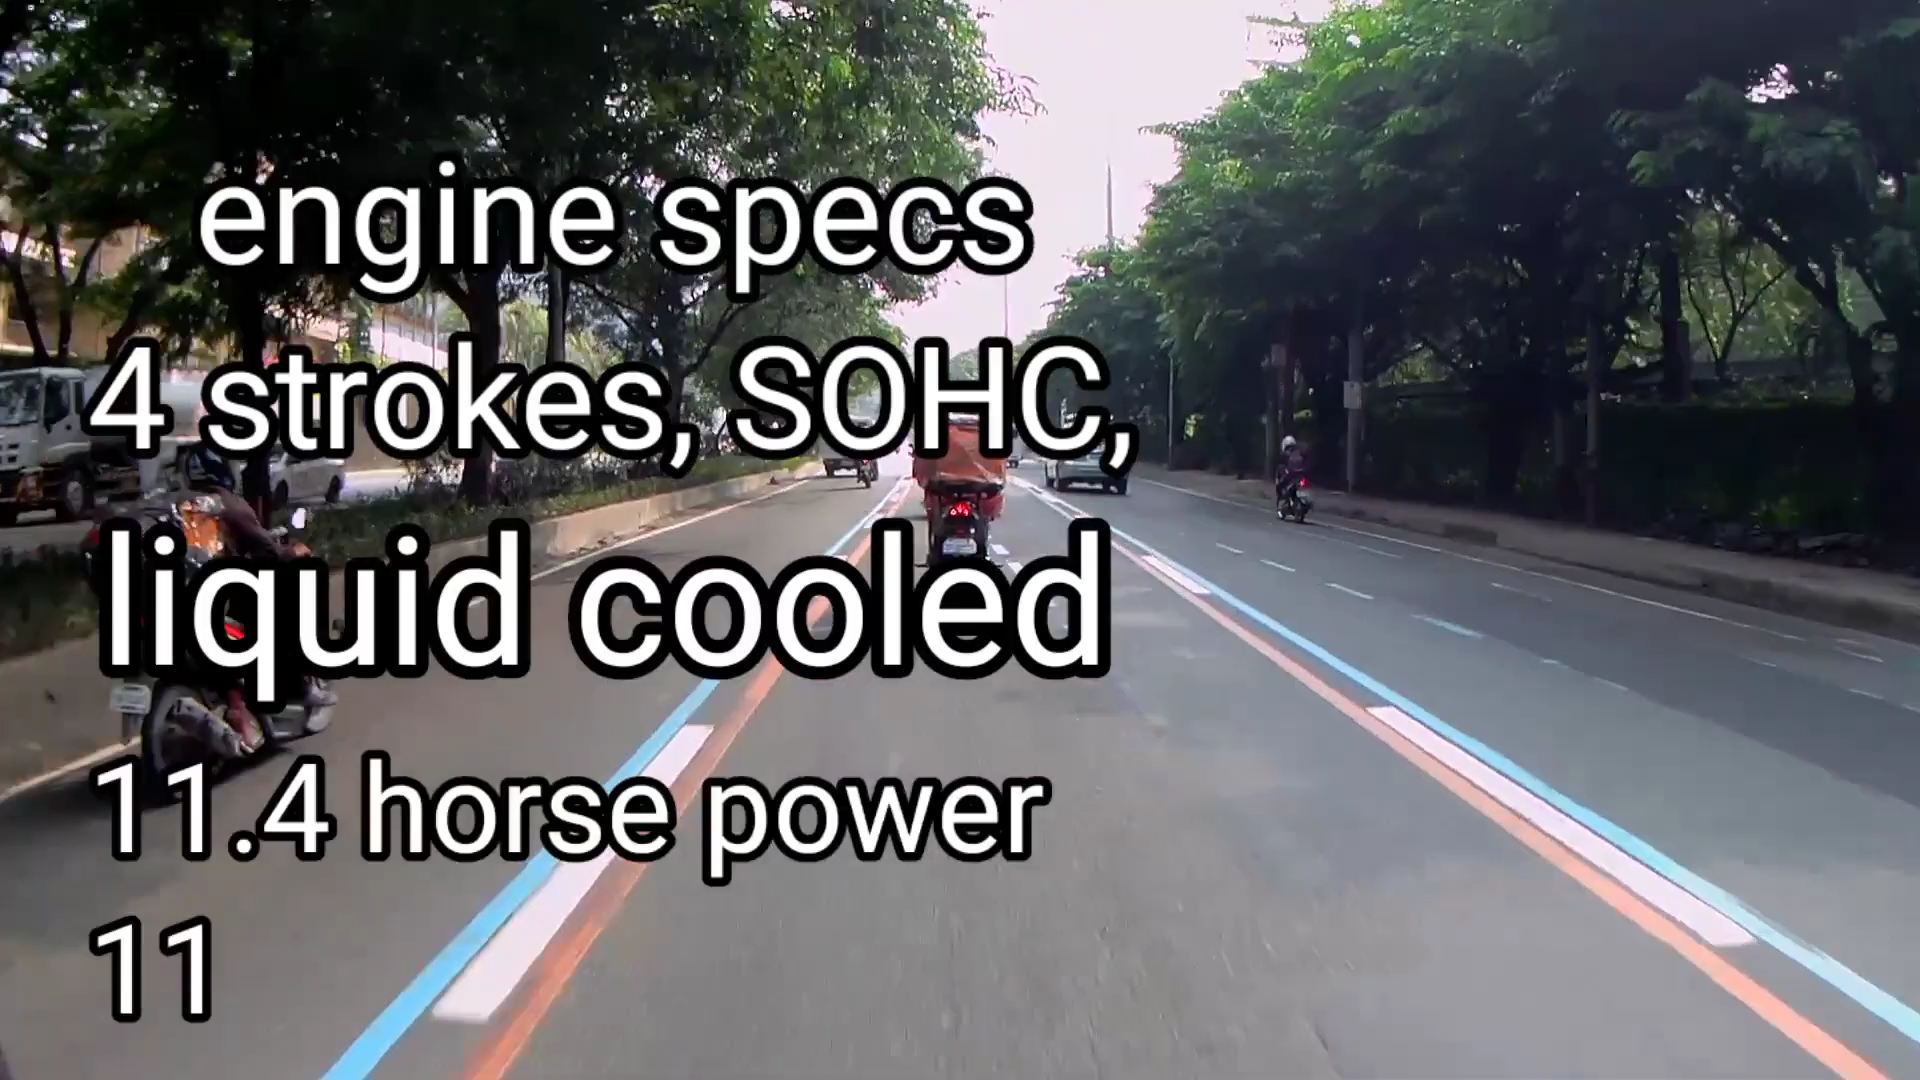 engine specs
4 strokes, SOHC,
liquid cooled
11.4 horse power
11